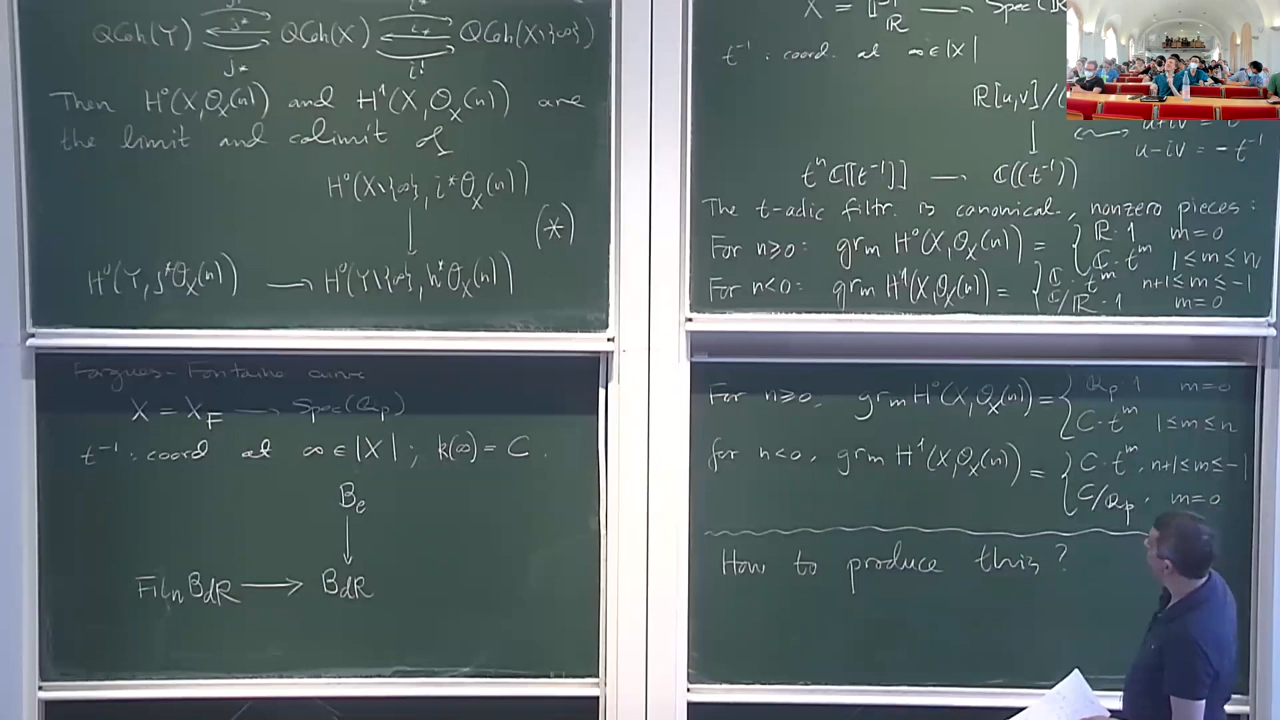 QCoh(Y) j_* QCoh(X) i_* QCoh(X\{∞})
j^* i^!
Then H⁰(X,O_X(n)) and H¹(X,O_X(n)) are
the limit and colimit of
H⁰(X\{∞}, i^*O_X(n))
↓ (*)
H⁰(Y, j^*O_X(n)) → H⁰(Y\{∞}, h^*O_X(n))
Fargues-Fontaine curve
X = X_F → Spec(Q_p)
t⁻¹: coord at ∞∈|X| ; k(∞) = C.
B_e
↓
Fil_n B_dR → B_dR
t⁻¹: coord. at ∞∈|X|
ℝ[u,v]/(
u-iv = -t⁻¹
tⁿℂ[[t⁻¹]] — ℂ((t⁻¹))
The t-adic filtr. is canonical, nonzero pieces:
For n≥0: gr_m H⁰(X,O_X(n)) = { ℝ·1 m=0
ℂ·t^m 1≤m≤n
For n<0: gr_m H¹(X,O_X(n)) = { ℂ·t^m n+1≤m≤-1
ℂ/ℝ·1 m=0
For n≥0, gr_m H⁰(X,O_X(n)) = { Q_p·1 m=0
C·t^m 1≤m≤n
for n<0, gr_m H¹(X,O_X(n)) = { C·t^m, n+1≤m≤-1
C/Q_p· m=0
How to produce this?